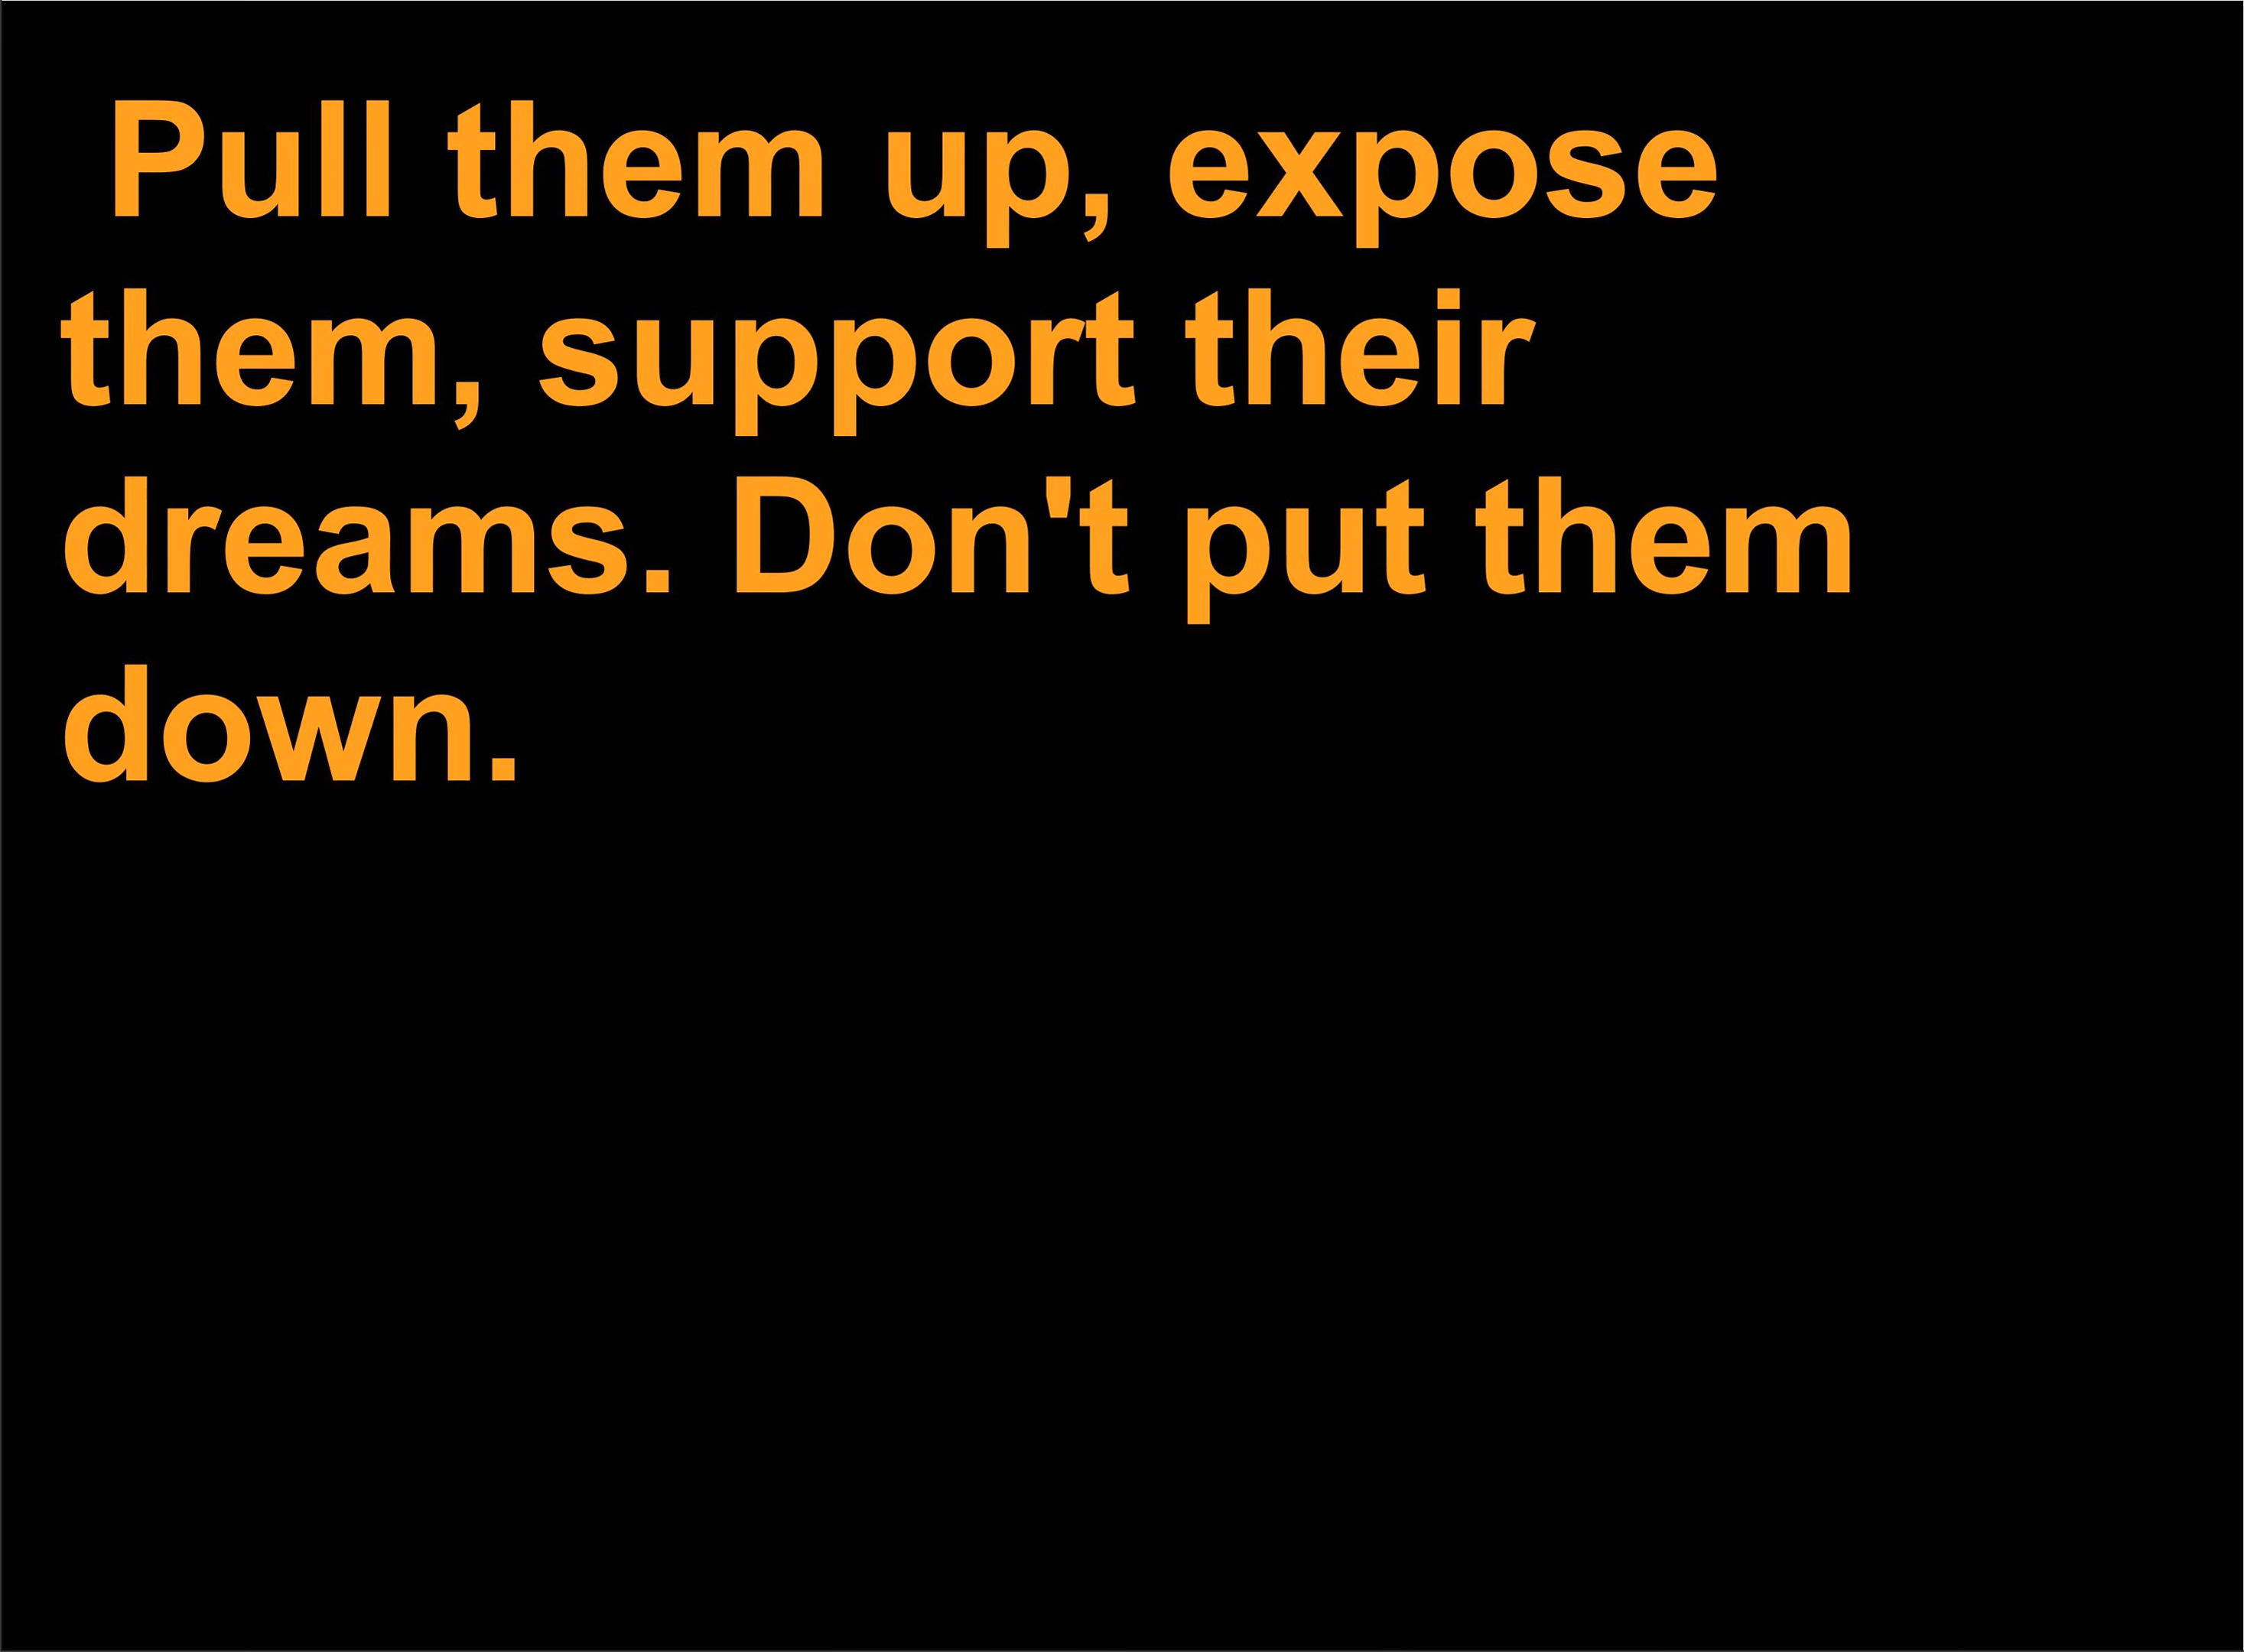 Pull them up, expose
them, support their
dreams. Don't put them
down.